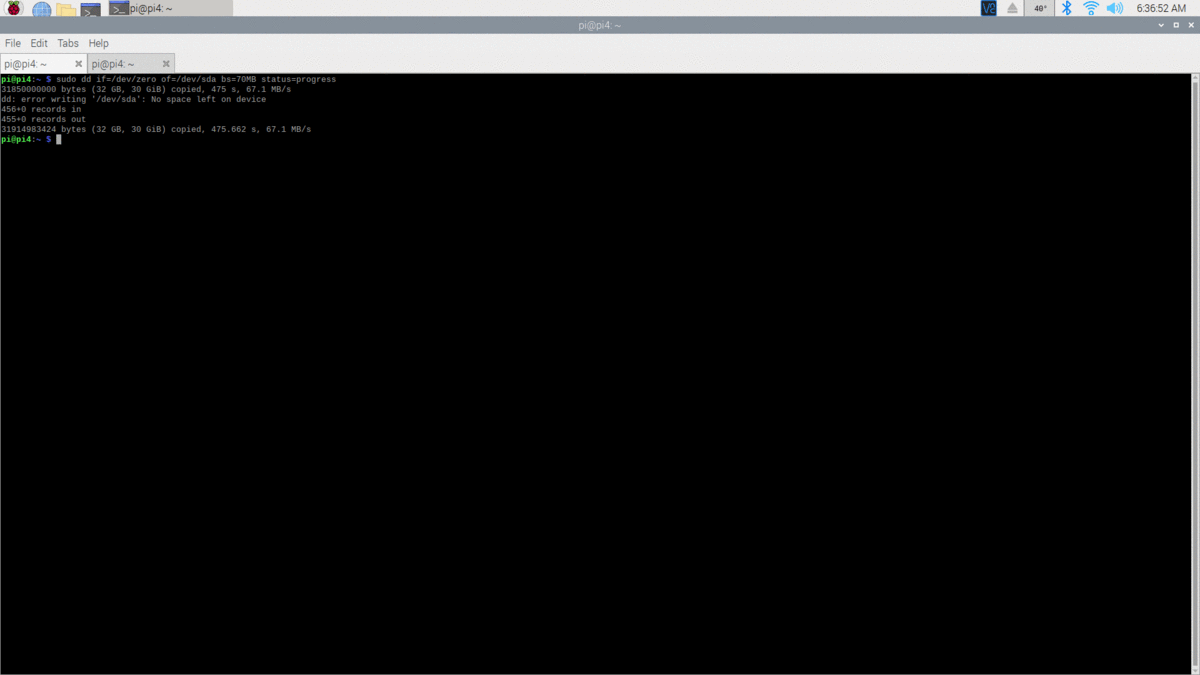 pi@pi4: ~
40°
6:36:52 AM
pi@pi4: ~
File Edit Tabs Help
pi@pi4: ~
pi@pi4: ~
pi@pi4:~ $ sudo dd if=/dev/zero of=/dev/sda bs=70MB status=progress
31850000000 bytes (32 GB, 30 GiB) copied, 475 s, 67.1 MB/s
dd: error writing '/dev/sda': No space left on device
456+0 records in
455+0 records out
31914983424 bytes (32 GB, 30 GiB) copied, 475.662 s, 67.1 MB/s
pi@pi4:~ $